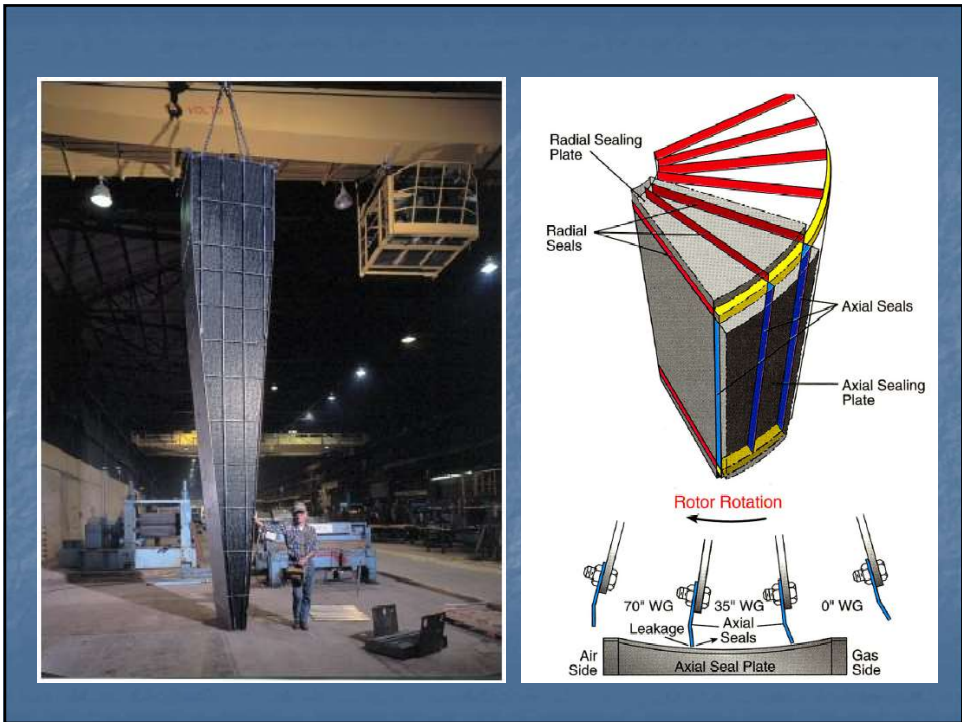 VOLTS
Radial Sealing
Plate
Radial
Seals
Axial Seals
Axial Sealing
Plate
Rotor Rotation
70" WG
35" WG
0" WG
Leakage
Axial
Seals
Air
Side
Axial Seal Plate
Gas
Side